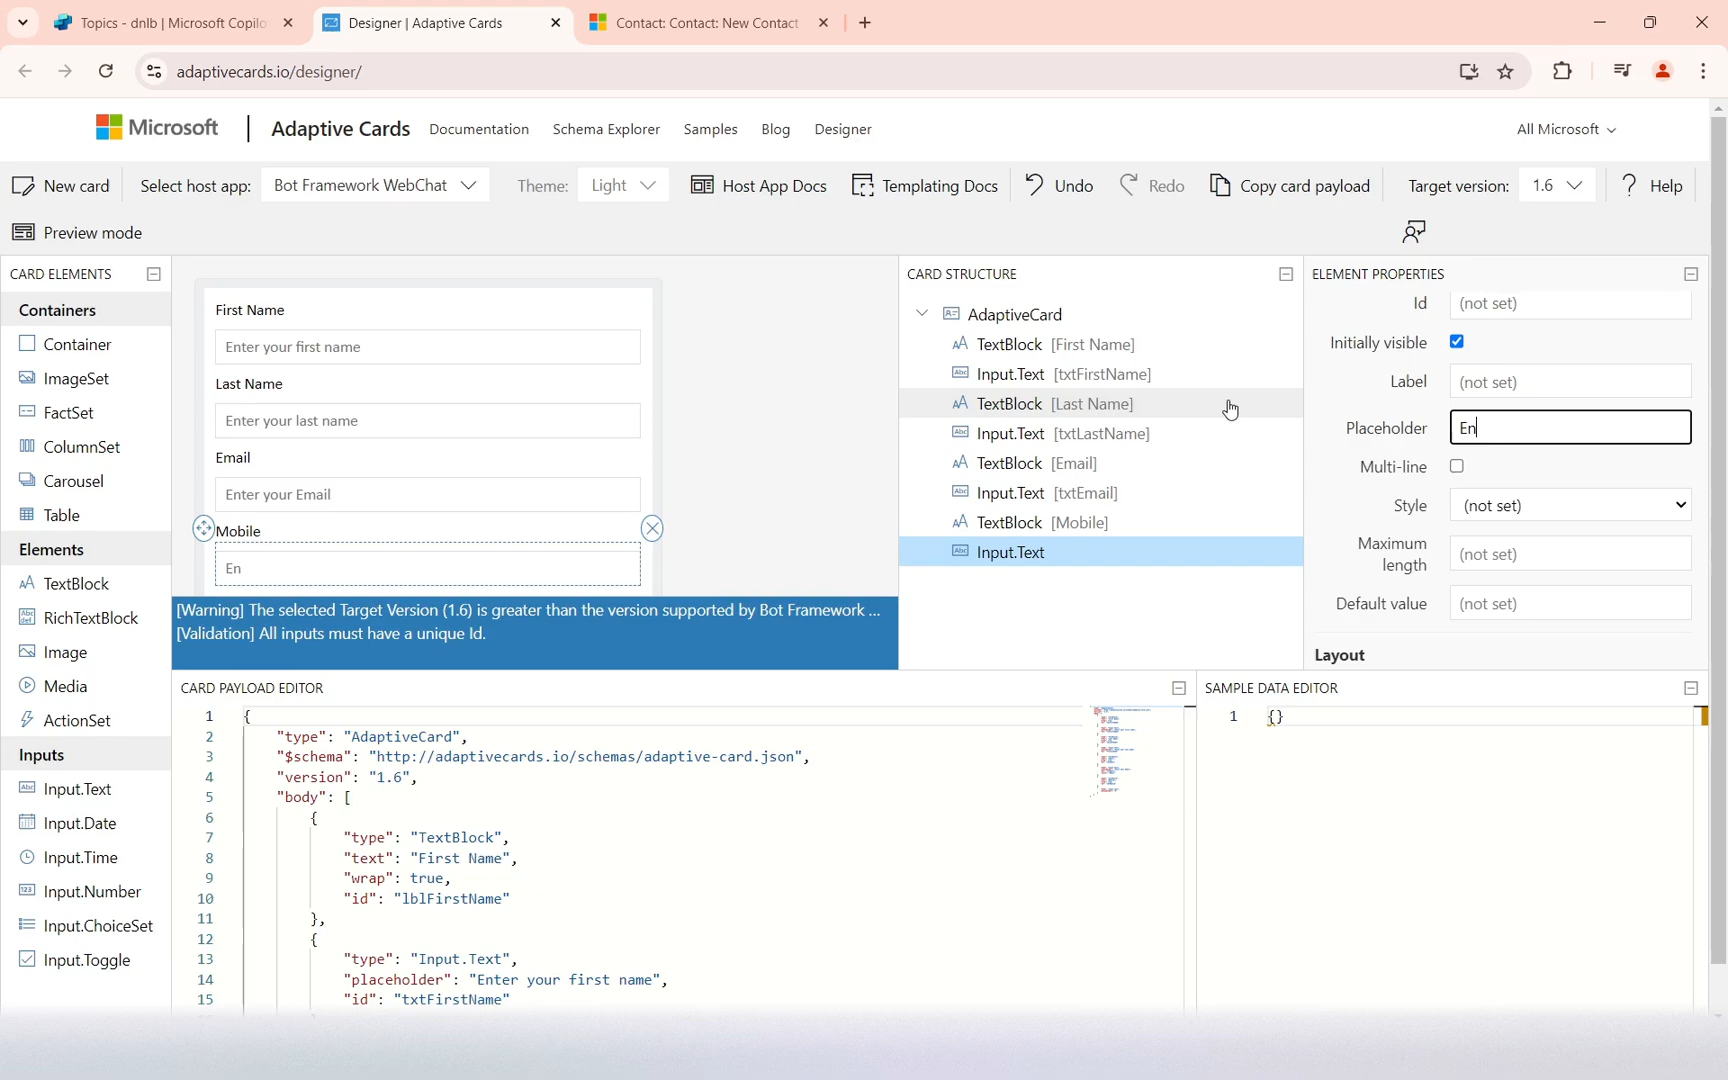 Topics - dnlb | Microsoft Copilo
Designer | Adaptive Cards
Contact: Contact: New Contact
adaptivecards.io/designer/
Microsoft
Adaptive Cards
Documentation
Schema Explorer
Samples
Blog
Designer
All Microsoft
New card
Select host app:
Bot Framework WebChat
Theme:
Light
Host App Docs
Templating Docs
Undo
Redo
Copy card payload
Target version:
1.6
Help
Preview mode
CARD ELEMENTS
Containers
Container
ImageSet
FactSet
ColumnSet
Carousel
Table
Elements
TextBlock
RichTextBlock
Image
Media
ActionSet
Inputs
Input.Text
Input.Date
Input.Time
Input.Number
Input.ChoiceSet
Input.Toggle
First Name
Enter your first name
Last Name
Enter your last name
Email
Enter your Email
Mobile
En
[Warning] The selected Target Version (1.6) is greater than the version supported by Bot Framework ...
[Validation] All inputs must have a unique Id.
CARD STRUCTURE
AdaptiveCard
TextBlock [First Name]
Input.Text [txtFirstName]
TextBlock [Last Name]
Input.Text [txtLastName]
TextBlock [Email]
Input.Text [txtEmail]
TextBlock [Mobile]
Input.Text
ELEMENT PROPERTIES
Id (not set)
Initially visible
Label (not set)
Placeholder En
Multi-line
Style (not set)
Maximum
length (not set)
Default value (not set)
Layout
CARD PAYLOAD EDITOR
1 {
2 "type": "AdaptiveCard",
3 "$schema": "http://adaptivecards.io/schemas/adaptive-card.json",
4 "version": "1.6",
5 "body": [
6 {
7 "type": "TextBlock",
8 "text": "First Name",
9 "wrap": true,
10 "id": "lblFirstName"
11 },
12 {
13 "type": "Input.Text",
14 "placeholder": "Enter your first name",
15 "id": "txtFirstName"
SAMPLE DATA EDITOR
1 {}